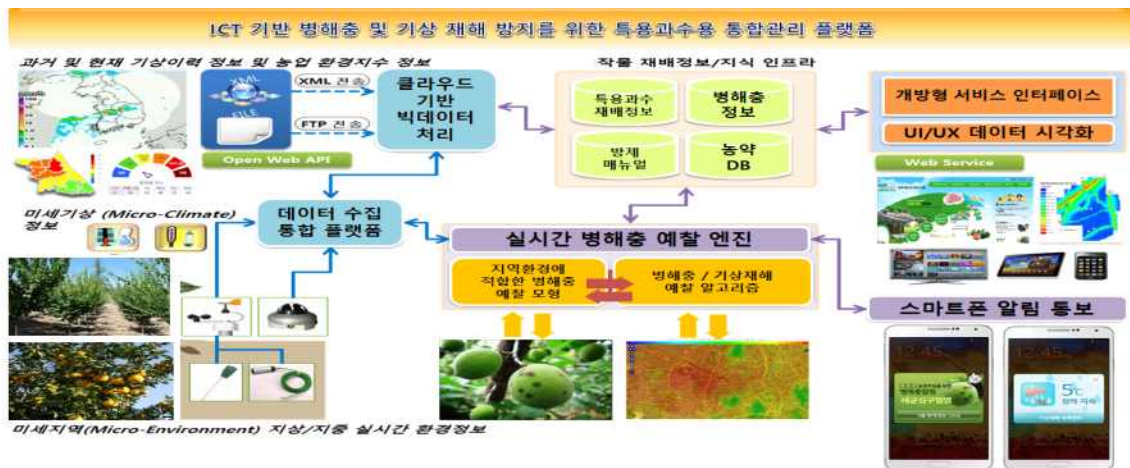 ICT 기반 병해충 및 기상 재해 방지를 위한 특용과수용 통합관리 플랫폼
과거 및 현재 기상이력 정보 및 농업 환경지수 정보
XML
XML 전송
FILE
FTP 전송
Open Web API
클라우드
기반
빅데이터
처리
작물 재배정보/지식 인프라
특용과수
재배정보
병해충
정보
방제
매뉴얼
농약
DB
개방형 서비스 인터페이스
UI/UX 데이터 시각화
Web Service
미세기상 (Micro-Climate)
정보
데이터 수집
통합 플랫폼
실시간 병해충 예찰 엔진
지역환경에
적합한 병해충
예찰 모형
병해충 / 기상재해
예찰 알고리즘
스마트폰 알림 통보
12:45
12:45
5℃
미세지역(Micro-Environment) 지상/지중 실시간 환경정보